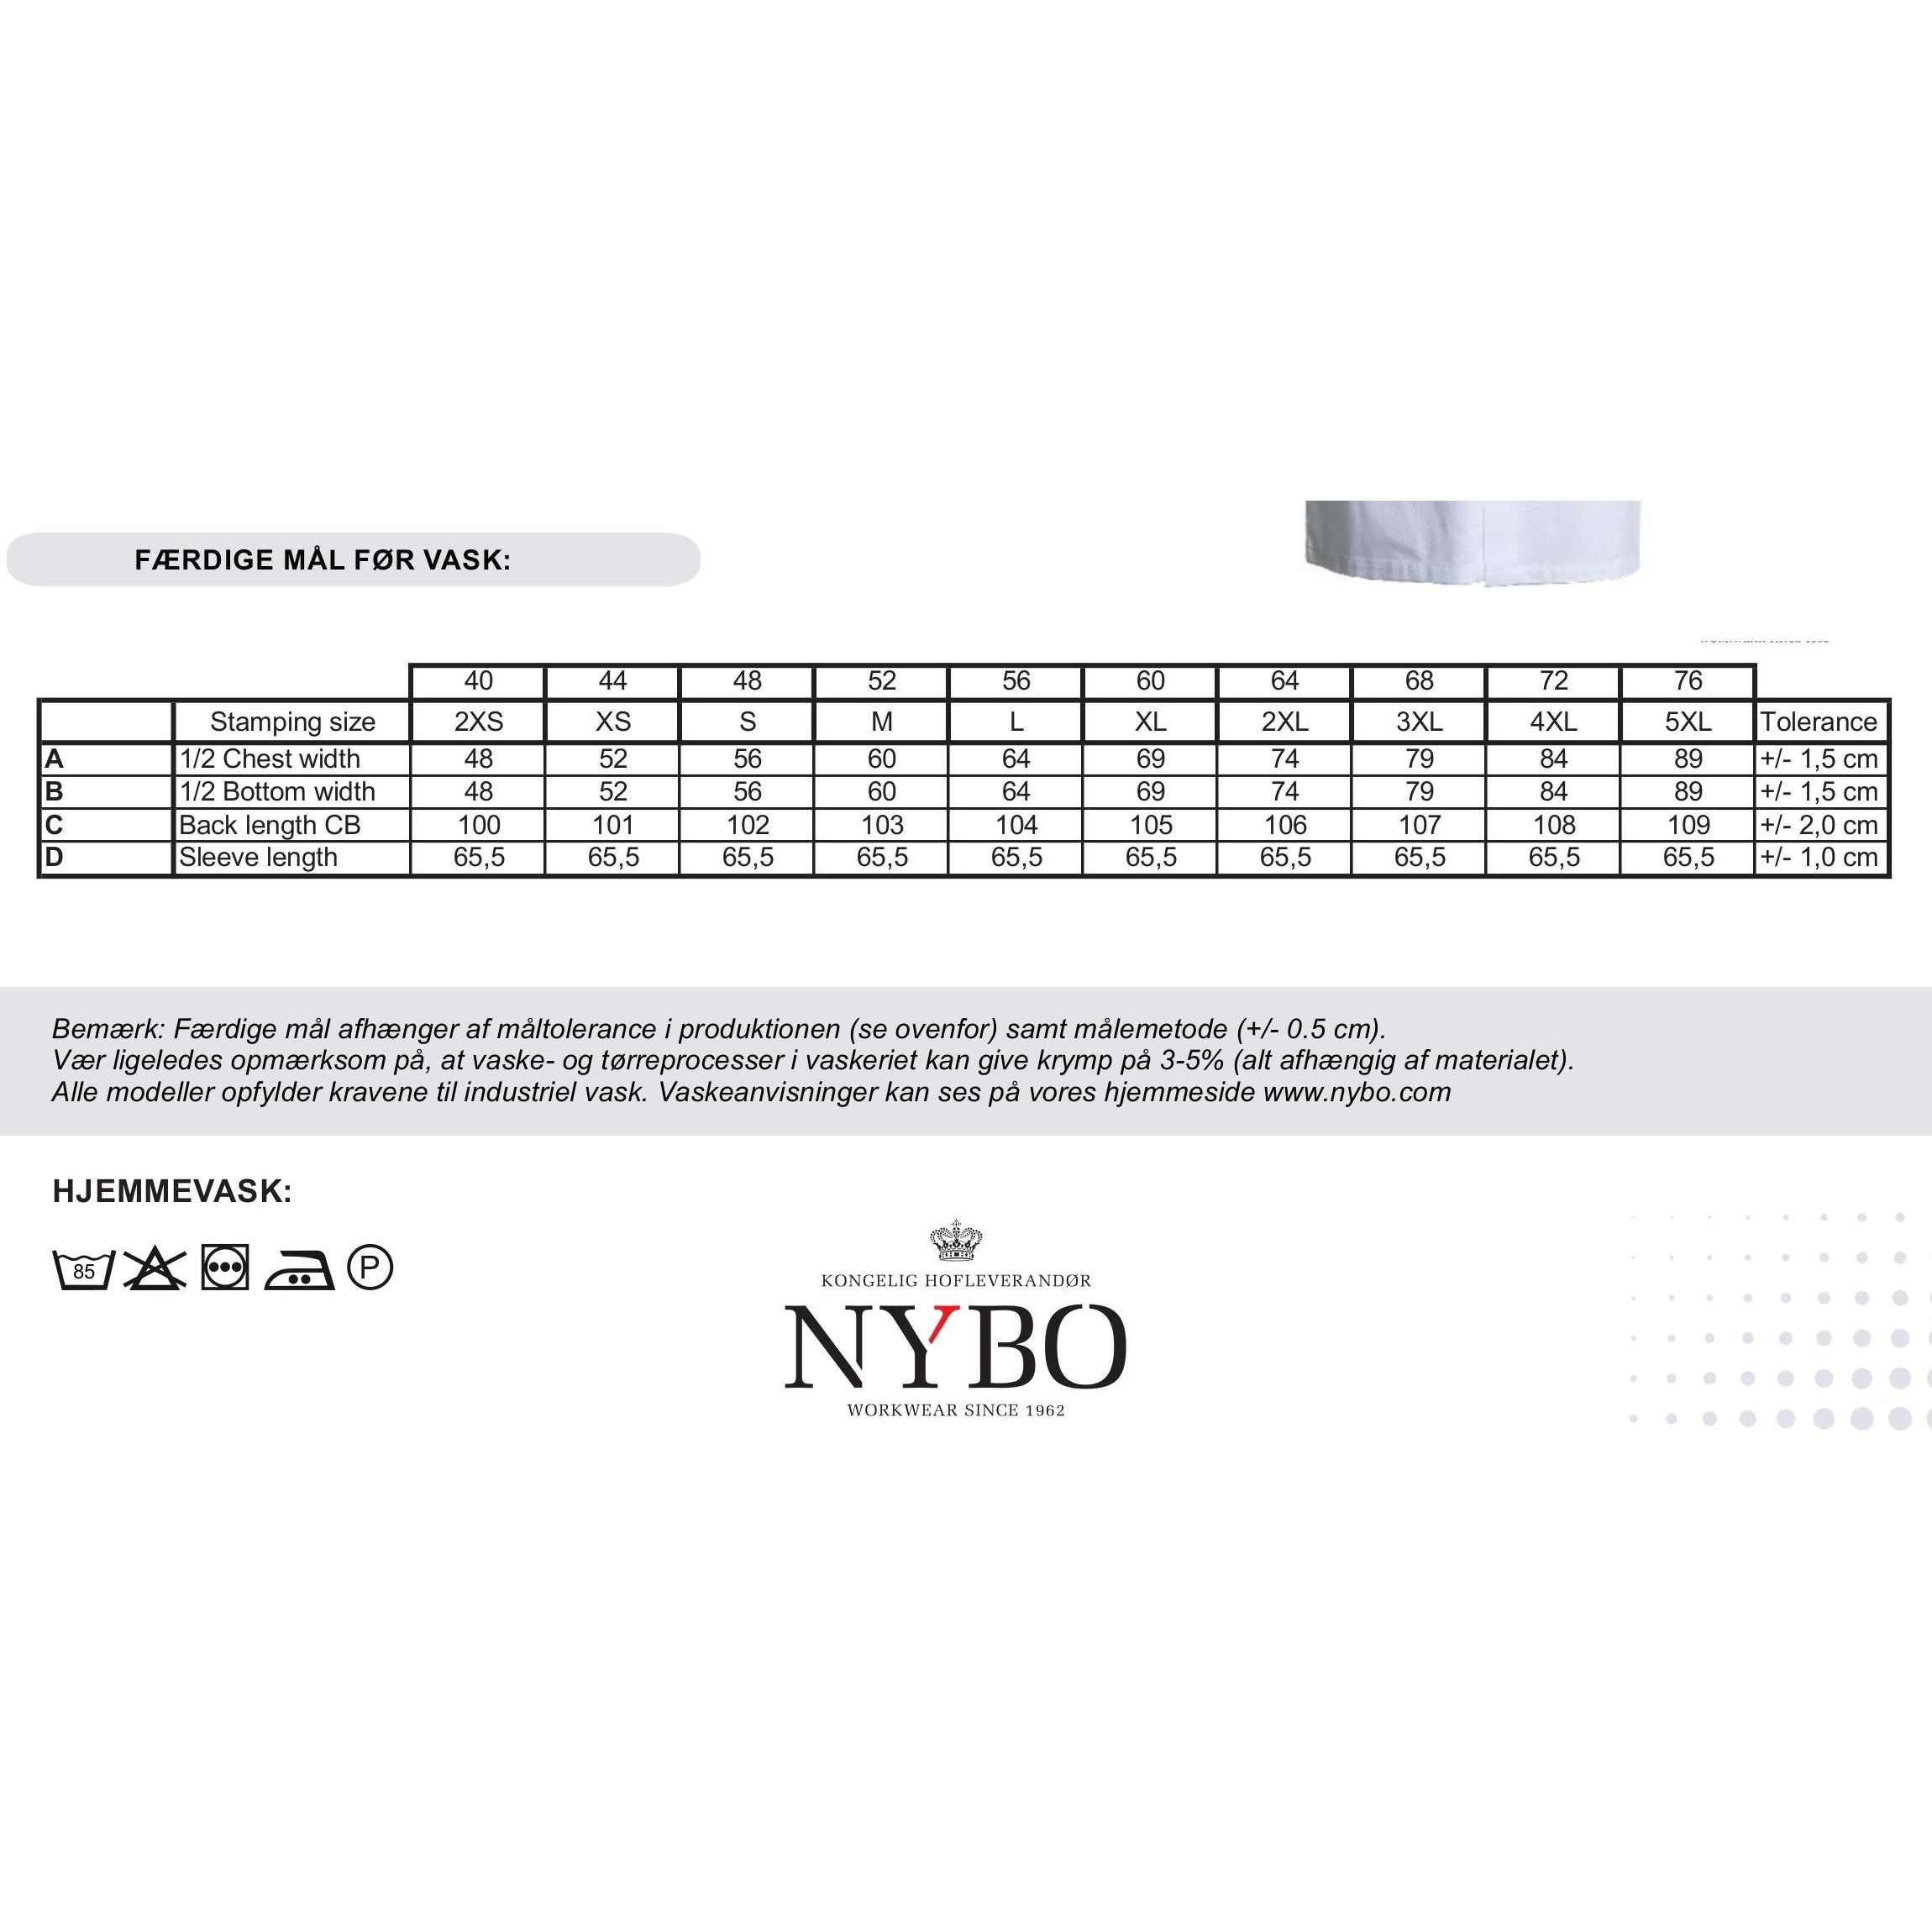 FÆRDIGE MÅL FØR VASK:
40 44 48 52 56 60 64 68 72 76
Stamping size 2XS XS S M L XL 2XL 3XL 4XL 5XL Tolerance
A 1/2 Chest width 48 52 56 60 64 69 74 79 84 89 +/- 1,5 cm
B 1/2 Bottom width 48 52 56 60 64 69 74 79 84 89 +/- 1,5 cm
C Back length CB 100 101 102 103 104 105 106 107 108 109 +/- 2,0 cm
D Sleeve length 65,5 65,5 65,5 65,5 65,5 65,5 65,5 65,5 65,5 65,5 +/- 1,0 cm
Bemærk: Færdige mål afhænger af måltolerance i produktionen (se ovenfor) samt målemetode (+/- 0.5 cm).
Vær ligeledes opmærksom på, at vaske- og tørreprocesser i vaskeriet kan give krymp på 3-5% (alt afhængig af materialet).
Alle modeller opfylder kravene til industriel vask. Vaskeanvisninger kan ses på vores hjemmeside www.nybo.com
HJEMMEVASK:
85 P
KONGELIG HOFLEVERANDØR
NYBO
WORKWEAR SINCE 1962